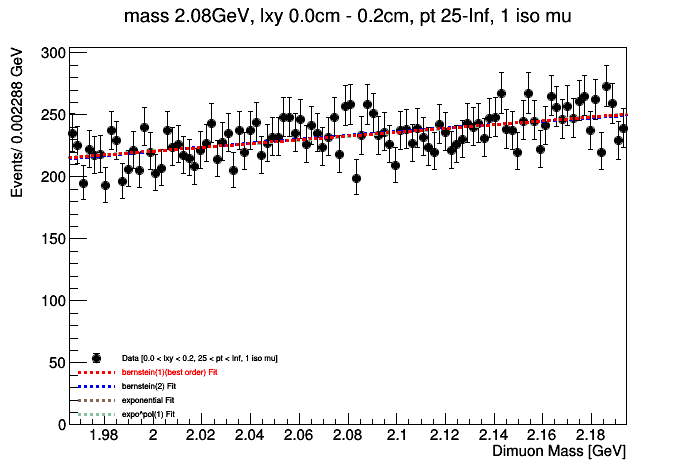 mass 2.08GeV, lxy 0.0cm - 0.2cm, pt 25-Inf, 1 iso mu
Events/ 0.002288 GeV
300
250
200
150
100
50
0
Data [0.0 < lxy < 0.2, 25 < pt < Inf, 1 iso mu]
bernstein(1)(best order) Fit
bernstein(2) Fit
exponential Fit
expo*pol(1) Fit
1.98 2 2.02 2.04 2.06 2.08 2.1 2.12 2.14 2.16 2.18
Dimuon Mass [GeV]